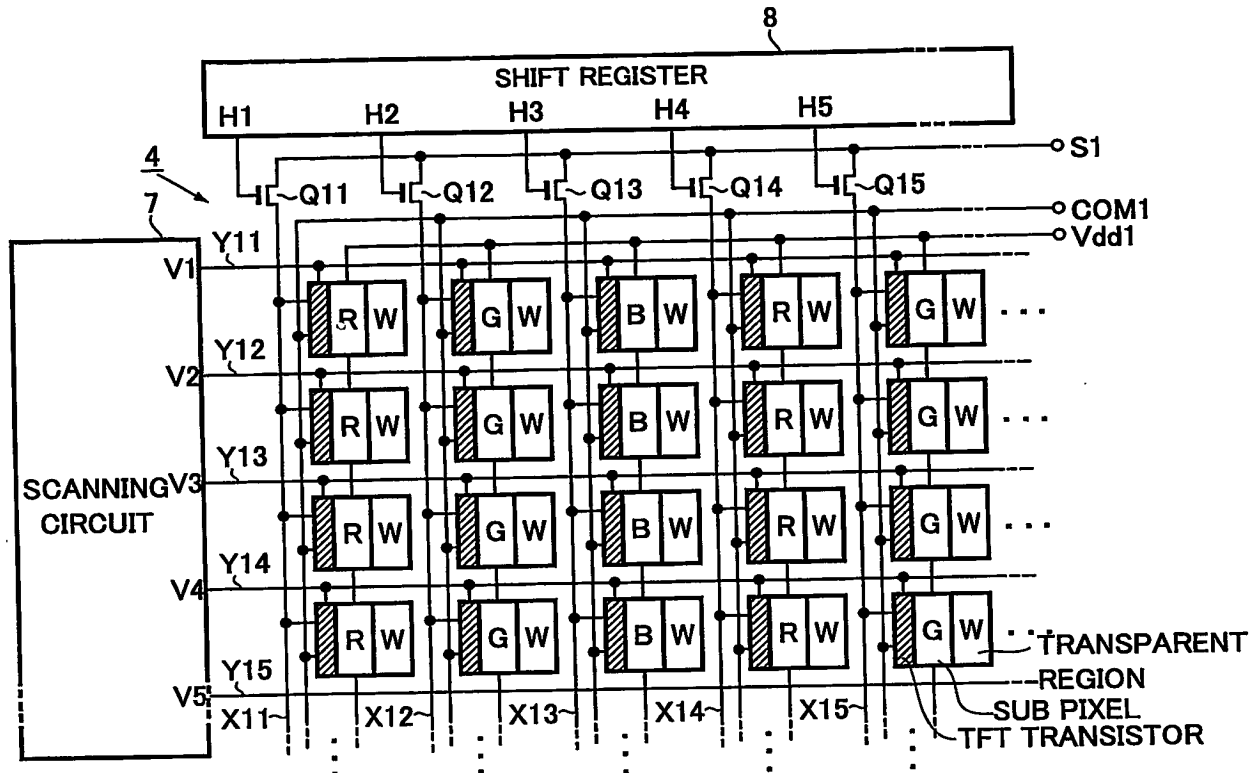 8
SHIFT REGISTER
H1 H2 H3 H4 H5
S1
4
Q11 Q12 Q13 Q14 Q15
7
COM1
Y11
Vdd1
V1
R W G W B W R W G W ...
Y12
V2
R W G W B W R W G W ...
Y13
SCANNING V3
CIRCUIT
R W G W B W R W G W ...
Y14
V4
R W G W B W R W G W ...
TRANSPARENT
REGION
Y15
V5
X11 X12 X13 X14 X15
SUB PIXEL
TFT TRANSISTOR